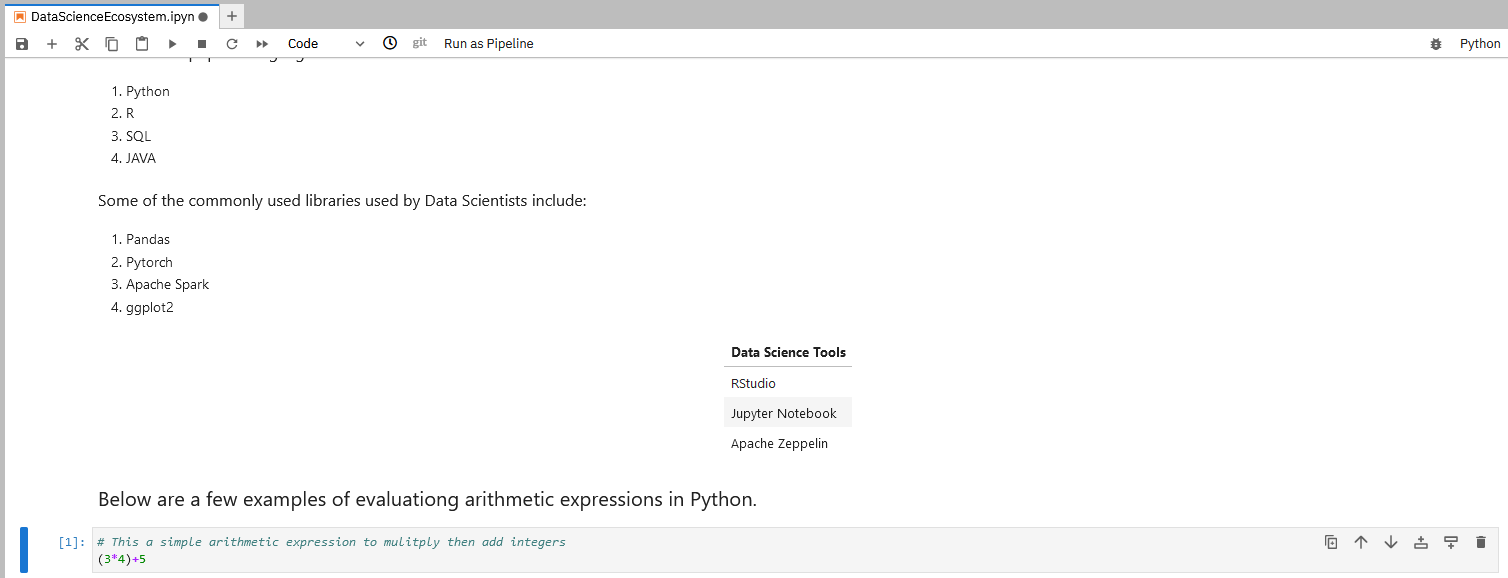 DataScienceEcosystem.ipyn
Code
git
Run as Pipeline
Python
1. Python
2. R
3. SQL
4. JAVA
Some of the commonly used libraries used by Data Scientists include:
1. Pandas
2. Pytorch
3. Apache Spark
4. ggplot2
Data Science Tools
RStudio
Jupyter Notebook
Apache Zeppelin
Below are a few examples of evaluationg arithmetic expressions in Python.
[1]: # This a simple arithmetic expression to mulitply then add integers
(3*4)+5